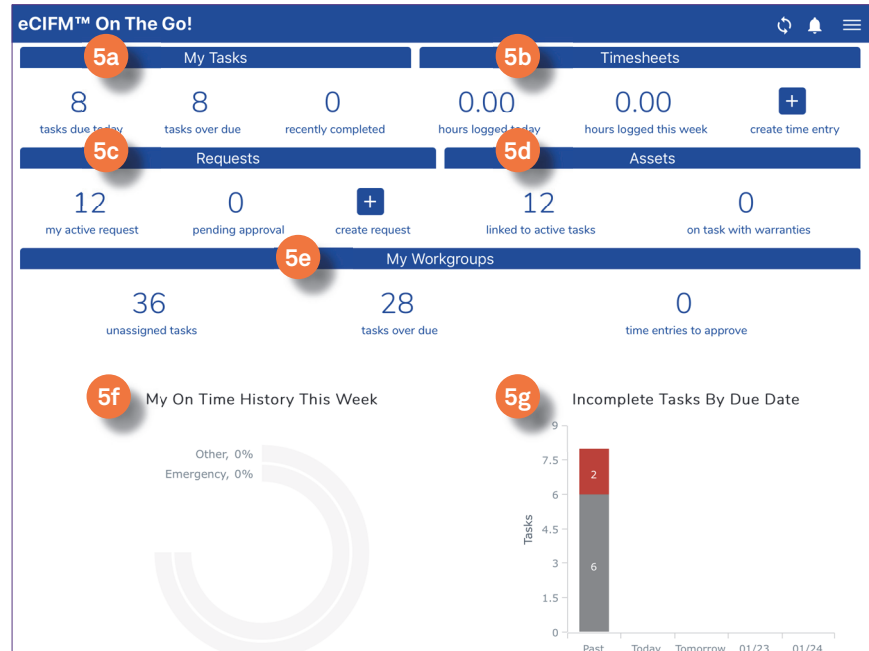 eCIFM™ On The Go!
5a My Tasks
5b Timesheets
8 8 0
tasks due today tasks over due recently completed
0.00 0.00 +
hours logged today hours logged this week create time entry
5c Requests
5d Assets
12 0 +
my active request pending approval create request
12 0
linked to active tasks on task with warranties
5e My Workgroups
36 28 0
unassigned tasks tasks over due time entries to approve
5f My On Time History This Week
Other, 0%
Emergency, 0%
5g Incomplete Tasks By Due Date
9
7.5
6
4.5
3
1.5
0
Tasks
2
6
Past Today Tomorrow 01/23 01/24